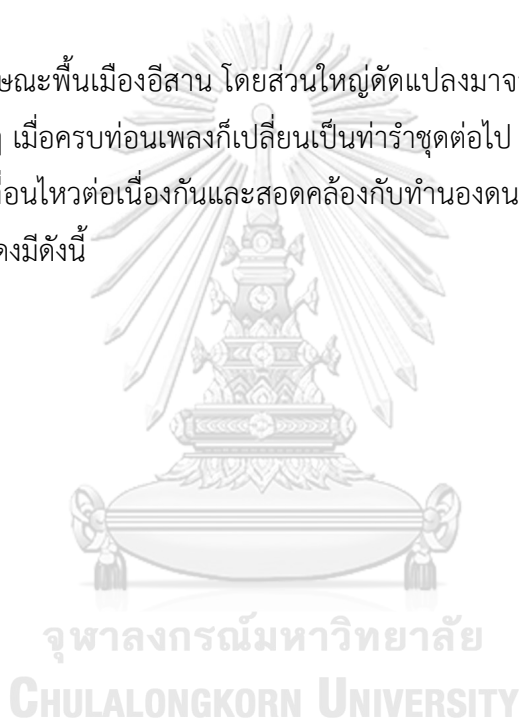 ษณะพื้นเมืองอีสาน โดยส่วนใหญ่ดัดแปลงมาจ
ๆ เมื่อครบท่อนเพลงก็เปลี่ยนเป็นท่ารำชุดต่อไป
ื่อนไหวต่อเนื่องกันและสอดคล้องกับทำนองดน
ดงมีดังนี้
จุฬาลงกรณ์มหาวิทยาลัย
CHULALONGKORN UNIVERSITY